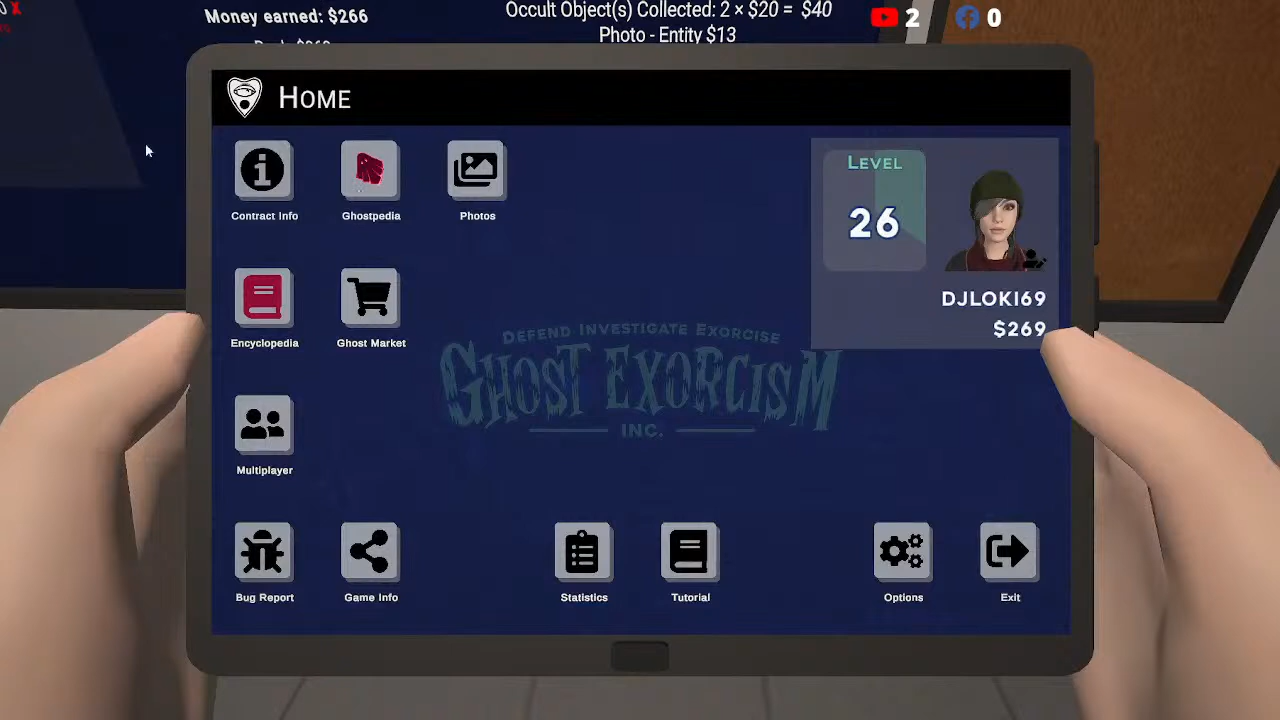 Money earned: $266
Occult Object(s) Collected: 2 × $20 = $40
Photo - Entity $13
2
0
HOME
Contract Info
Ghostpedia
Photos
LEVEL
26
DJLOKI69
$269
Encyclopedia
Ghost Market
DEFEND INVESTIGATE EXORCISE
GHOST EXORCISM
INC.
Multiplayer
Bug Report
Game Info
Statistics
Tutorial
Options
Exit